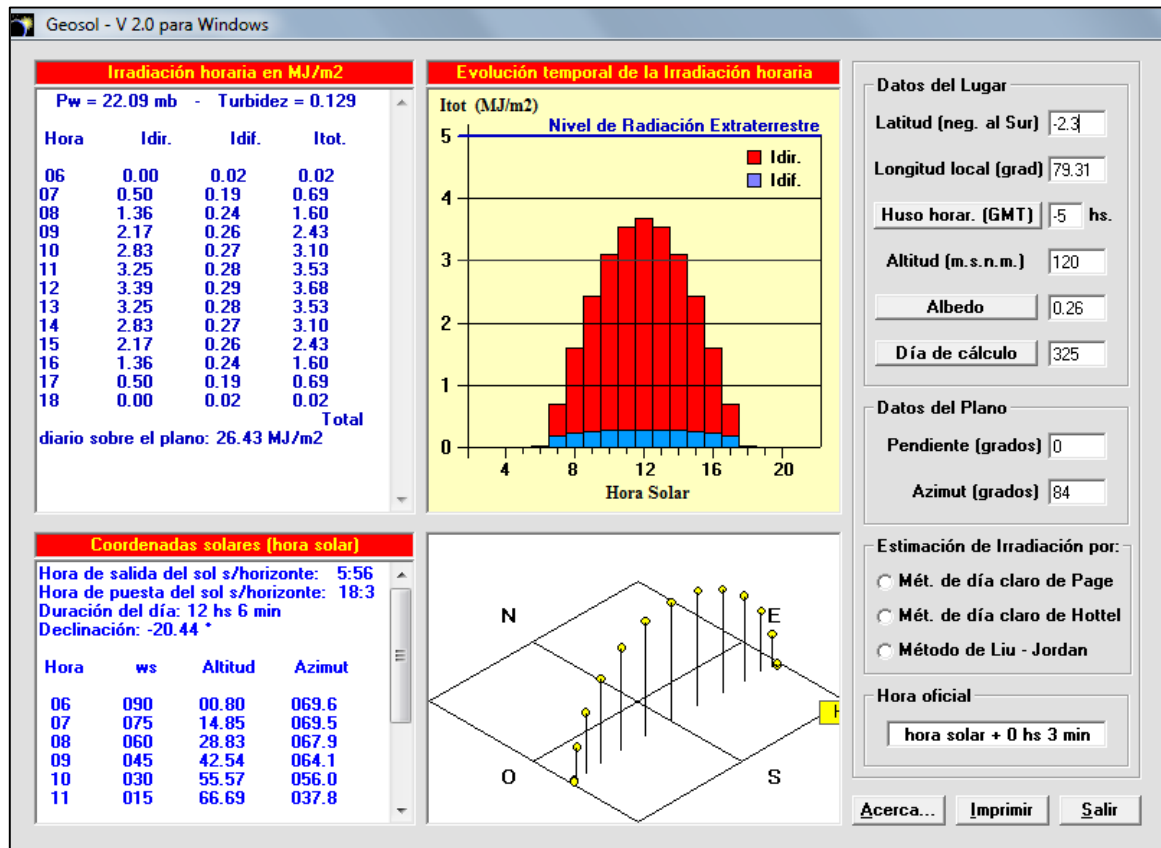 Geosol - V 2.0 para Windows
Irradiación horaria en MJ/m2
Pw = 22.09 mb - Turbidez = 0.129
Hora Idir. Idif. Itot.
06 0.00 0.02 0.02
07 0.50 0.19 0.69
08 1.36 0.24 1.60
09 2.17 0.26 2.43
10 2.83 0.27 3.10
11 3.25 0.28 3.53
12 3.39 0.29 3.68
13 3.25 0.28 3.53
14 2.83 0.27 3.10
15 2.17 0.26 2.43
16 1.36 0.24 1.60
17 0.50 0.19 0.69
18 0.00 0.02 0.02
Total
diario sobre el plano: 26.43 MJ/m2
Evolución temporal de la Irradiación horaria
Itot (MJ/m2)
Nivel de Radiación Extraterrestre
Idir.
Idif.
5
4
3
2
1
0
4 8 12 16 20
Hora Solar
Datos del Lugar
Latitud (neg. al Sur) -2.3
Longitud local (grad) 79.31
Huso horar. (GMT) -5 hs.
Altitud (m.s.n.m.) 120
Albedo 0.26
Día de cálculo 325
Datos del Plano
Pendiente (grados) 0
Azimut (grados) 84
Estimación de Irradiación por:
Mét. de día claro de Page
Mét. de día claro de Hottel
Método de Liu - Jordan
Hora oficial
hora solar + 0 hs 3 min
Acerca... Imprimir Salir
Coordenadas solares (hora solar)
Hora de salida del sol s/horizonte: 5:56
Hora de puesta del sol s/horizonte: 18:3
Duración del día: 12 hs 6 min
Declinación: -20.44 °
Hora ws Altitud Azimut
06 090 00.80 069.6
07 075 14.85 069.5
08 060 28.83 067.9
09 045 42.54 064.1
10 030 55.57 056.0
11 015 66.69 037.8
N
E
O
S
H